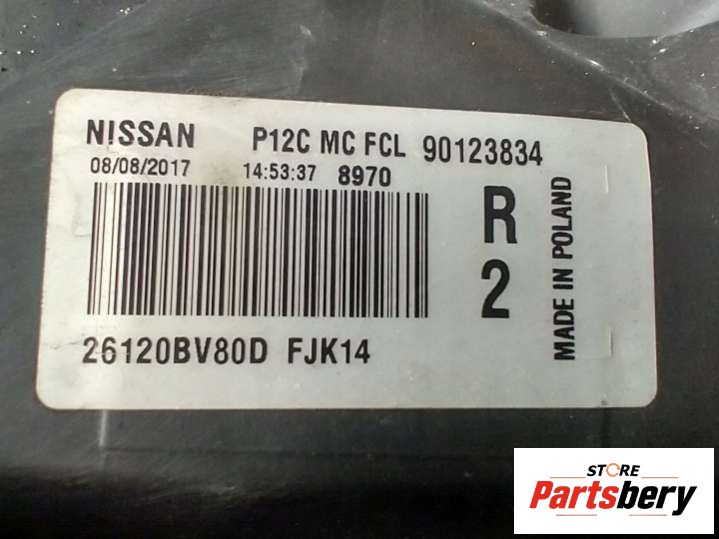 NISSAN P12C MC FCL 90123834
08/08/2017 14:53:37 8970
R
2
MADE IN POLAND
26120BV80D FJK14
STORE
Partsbery